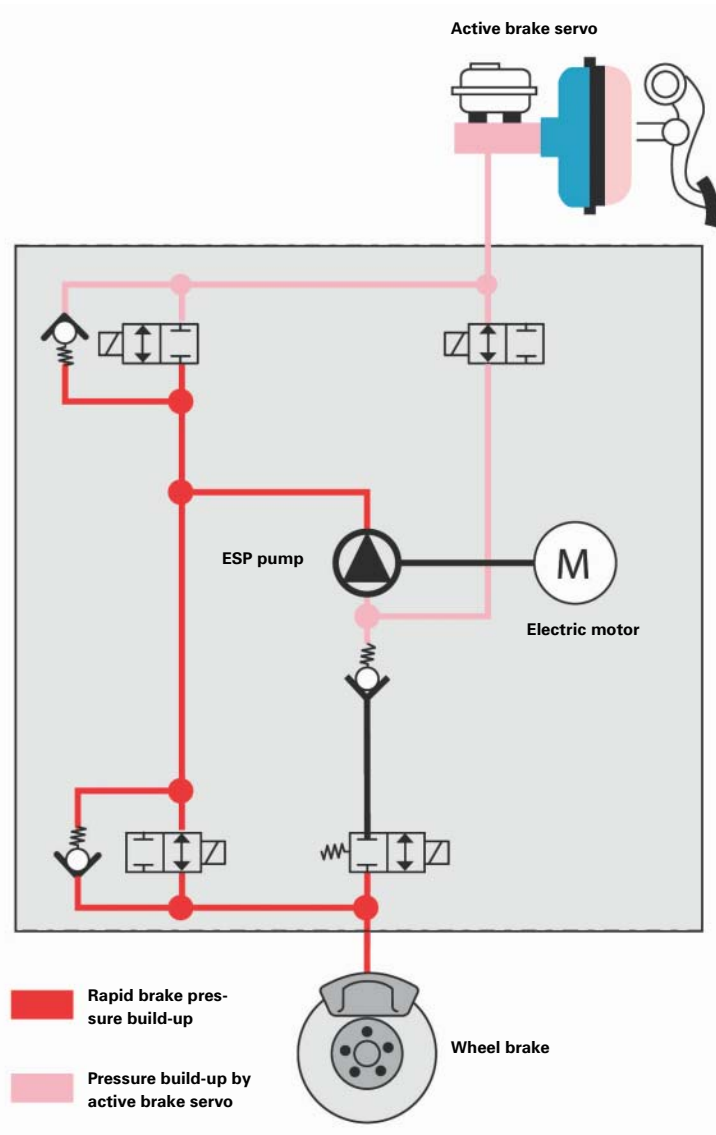 Active brake servo
ESP pump
M
Electric motor
Rapid brake pres-
sure build-up
Wheel brake
Pressure build-up by
active brake servo